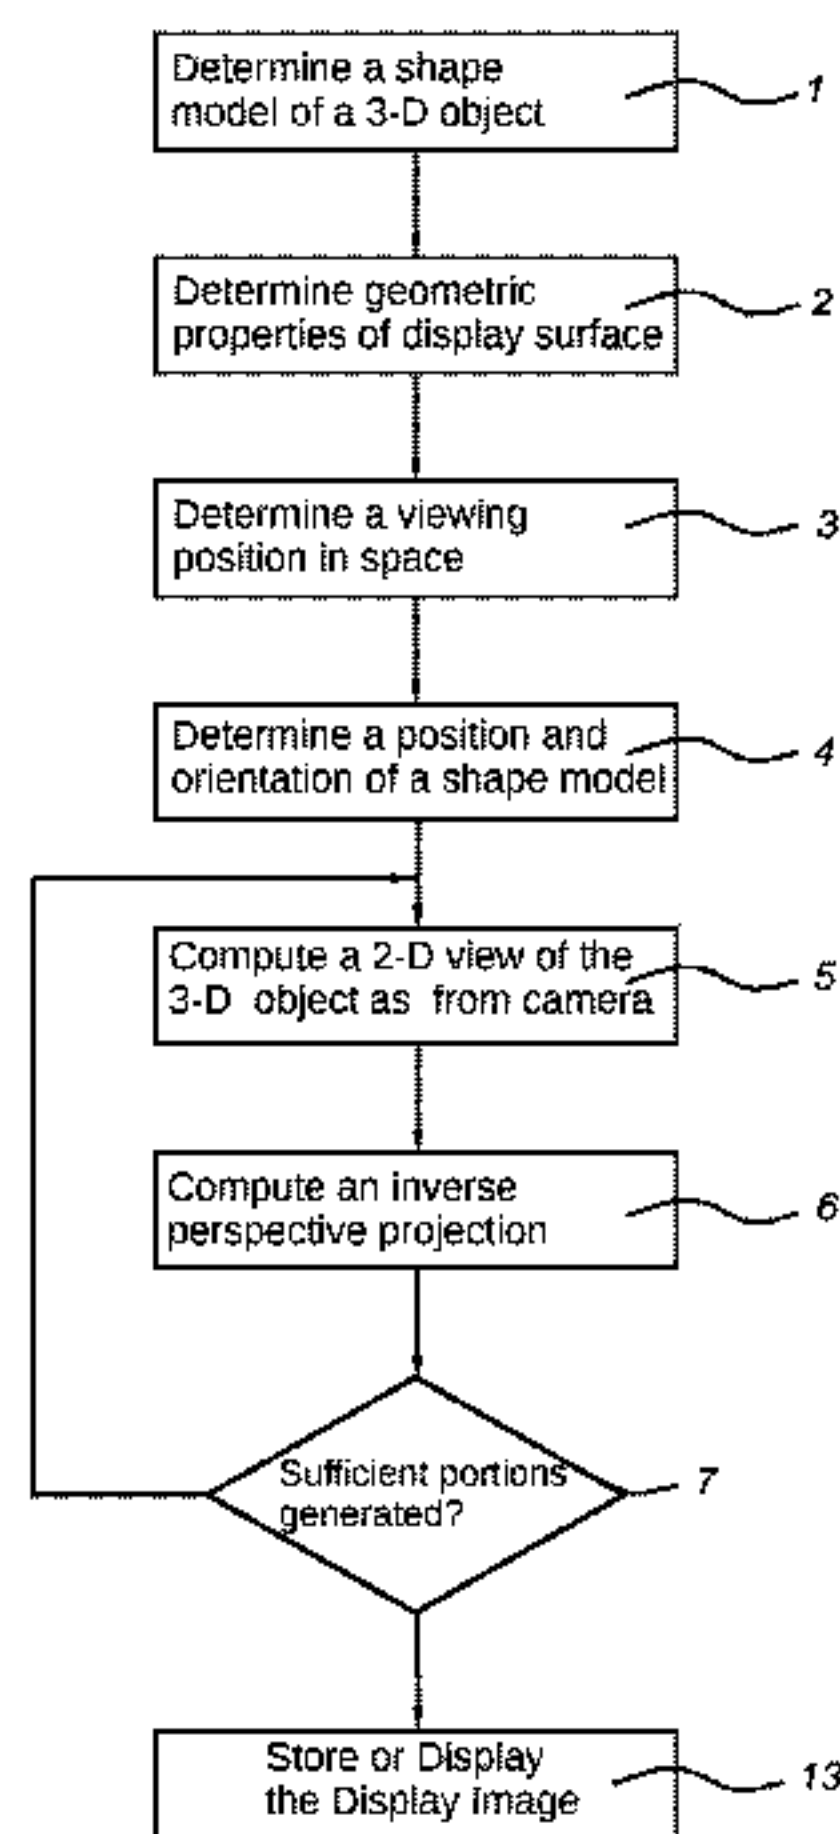 Determine a shape
model of a 3-D object
1
Determine geometric
properties of display surface
2
Determine a viewing
position in space
3
Determine a position and
orientation of a shape model
4
Compute a 2-D view of the
3-D object as from camera
5
Compute an inverse
perspective projection
6
Sufficient portions
generated?
7
Store or Display
the Display Image
13